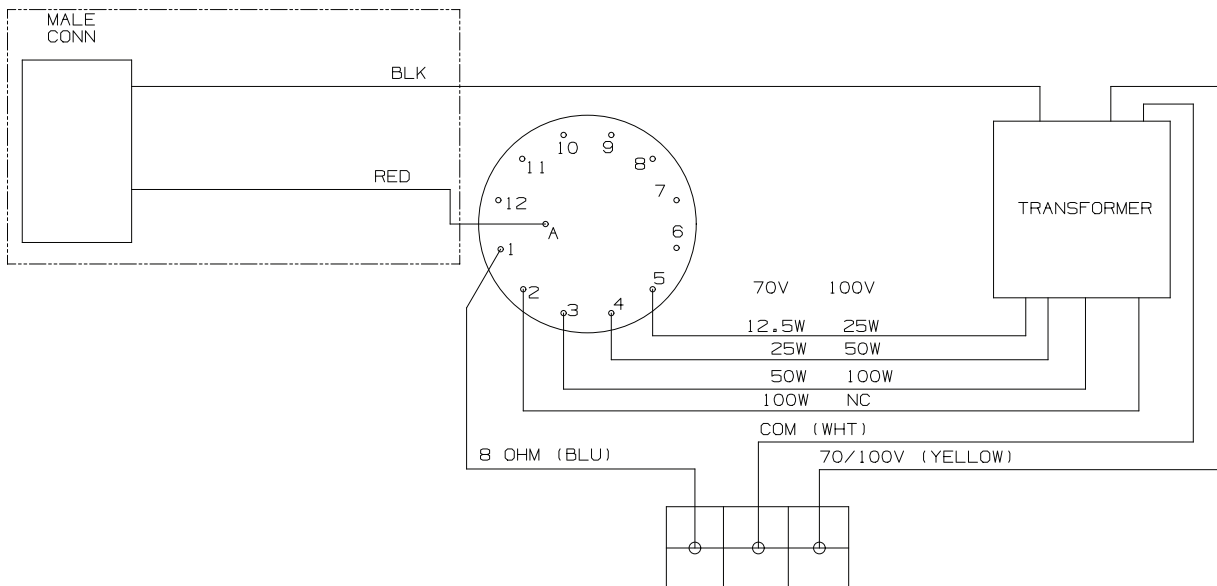 MALE
CONN
BLK
10
9
11
8
RED
7
12
TRANSFORMER
A
6
1
5
70V 100V
2
3
4
12.5W 25W
25W 50W
50W 100W
100W NC
COM (WHT)
8 OHM (BLU)
70/100V (YELLOW)